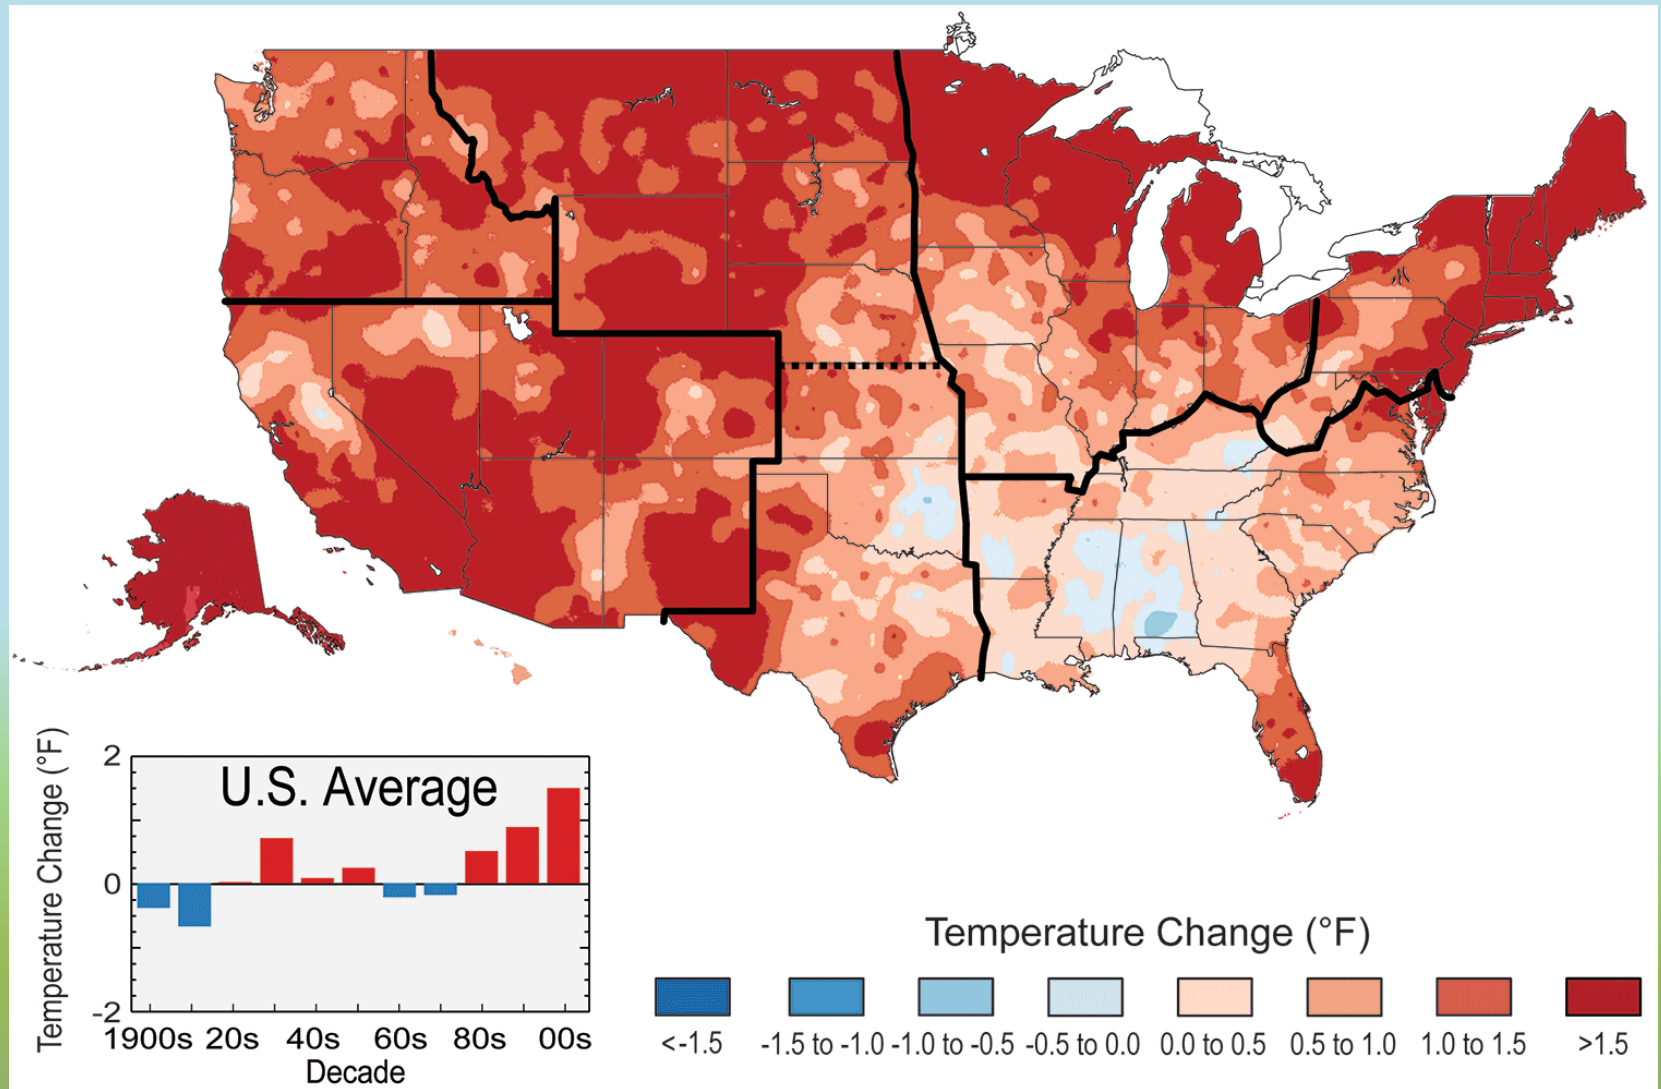 2
U.S. Average
0
-2
Temperature Change (°F)
1900s 20s 40s 60s 80s 00s
Decade
Temperature Change (°F)
<-1.5 -1.5 to -1.0 -1.0 to -0.5 -0.5 to 0.0 0.0 to 0.5 0.5 to 1.0 1.0 to 1.5 >1.5